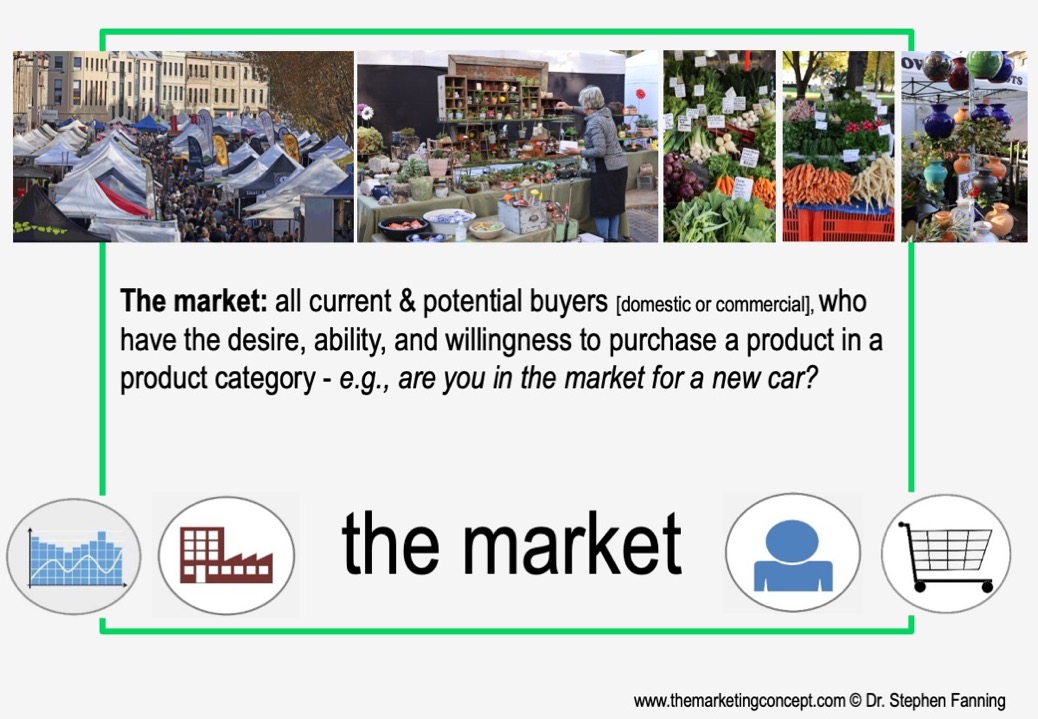 OV
TS
The market: all current & potential buyers [domestic or commercial], who
have the desire, ability, and willingness to purchase a product in a
product category - e.g., are you in the market for a new car?
the market
www.themarketingconcept.com © Dr. Stephen Fanning